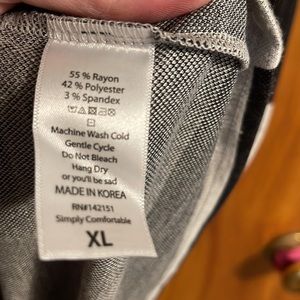 55 % Rayon
42 % Polyester
3 % Spandex
Machine Wash Cold
Gentle Cycle
Do Not Bleach
Hang Dry
or you'll be sad
MADE IN KOREA
RN#142151
Simply Comfortable
XL